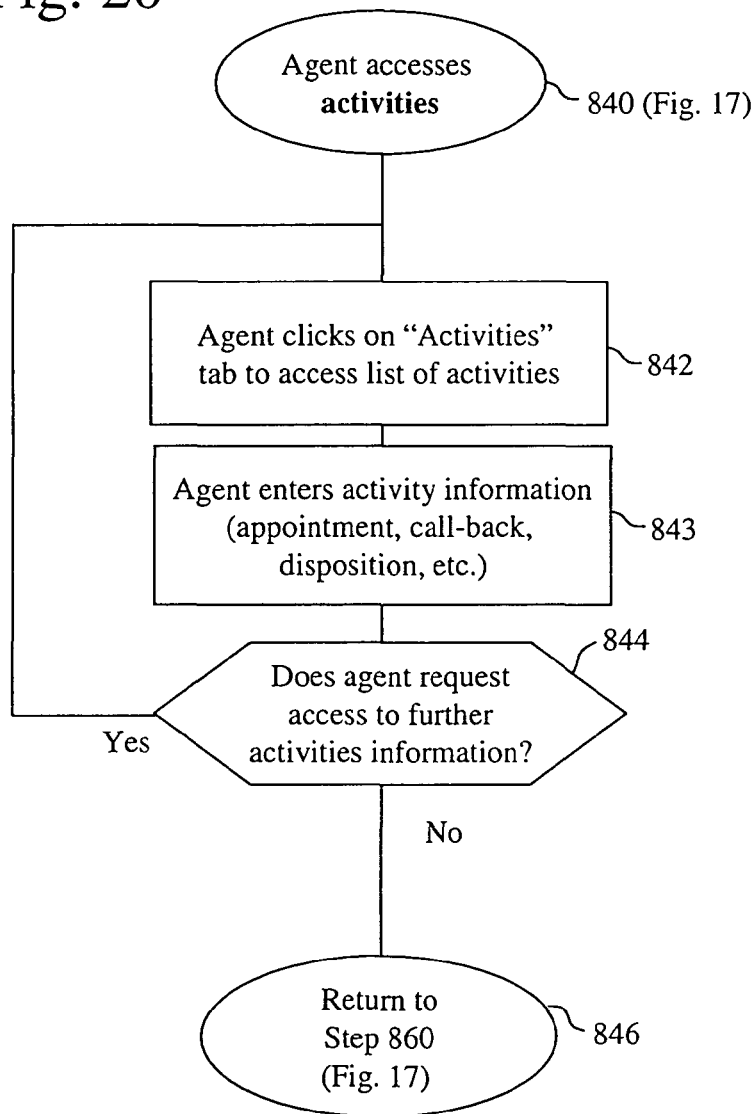 Fig. 20
Agent accesses
activities
840 (Fig. 17)
Agent clicks on “Activities”
tab to access list of activities
842
Agent enters activity information
(appointment, call-back,
disposition, etc.)
843
844
Does agent request
access to further
activities information?
Yes
No
Return to
Step 860
(Fig. 17)
846